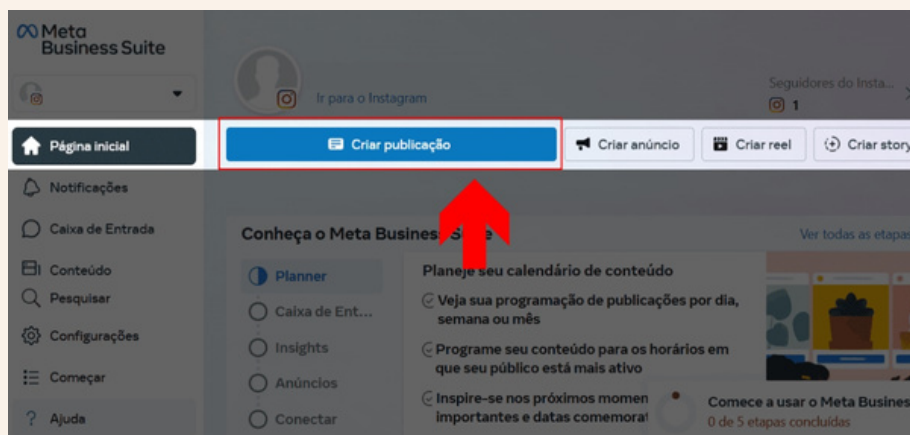 Meta
Business Suite
Ir para o Instagram
Seguidores do Insta...
1
Página inicial
Criar publicação
Criar anúncio
Criar reel
Criar story
Notificações
Caixa de Entrada
Conteúdo
Pesquisar
Configurações
Começar
Ajuda
Conheça o Meta Business Suite
Ver todas as etapas
Planner
Caixa de Ent...
Insights
Anúncios
Conectar
Planeje seu calendário de conteúdo
Veja sua programação de publicações por dia,
semana ou mês
Programe seu conteúdo para os horários em
que seu público está mais ativo
Inspire-se nos próximos momen
importantes e datas comemorat
Comece a usar o Meta Busines
0 de 5 etapas concluídas